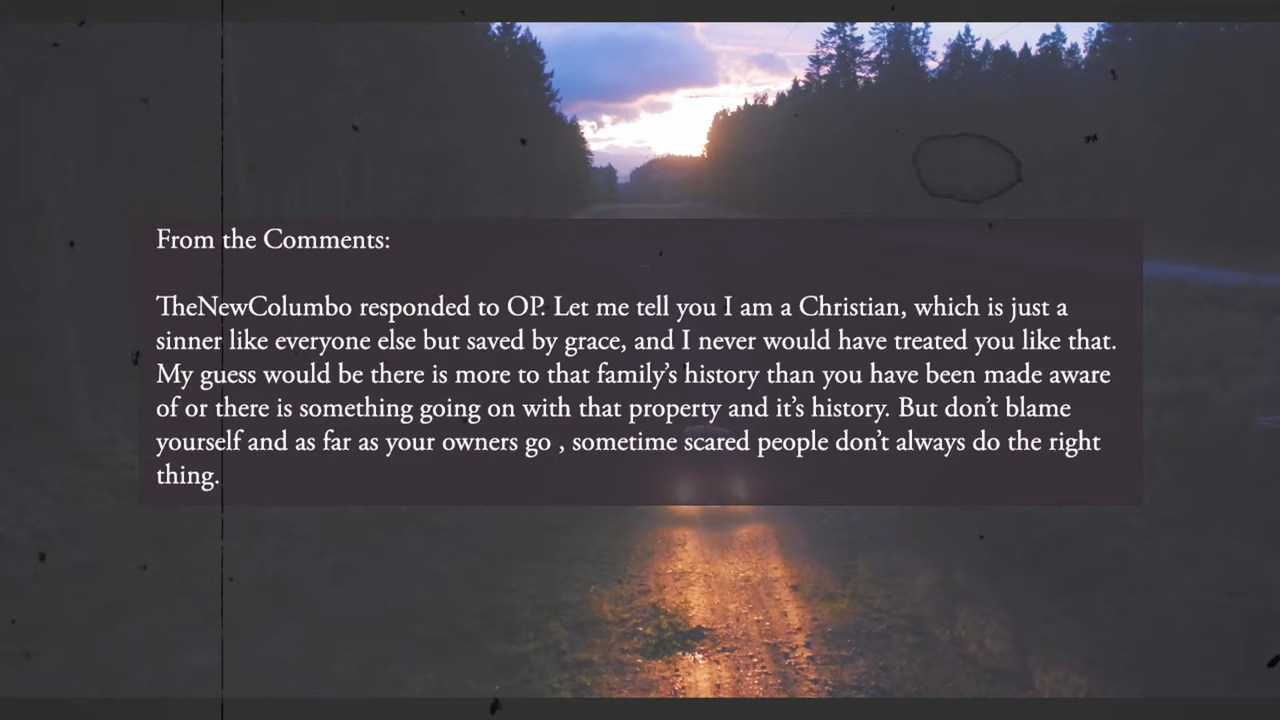 From the Comments:
TheNewColumbo responded to OP. Let me tell you I am a Christian, which is just a
sinner like everyone else but saved by grace, and I never would have treated you like that.
My guess would be there is more to that family’s history than you have been made aware
of or there is something going on with that property and it’s history. But don’t blame
yourself and as far as your owners go , sometime scared people don’t always do the right
thing.